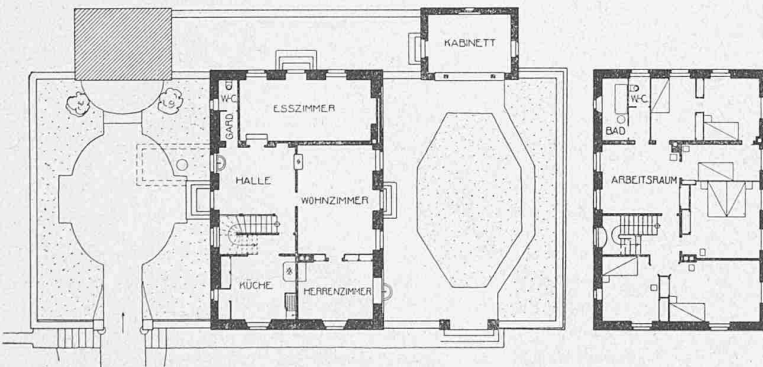 KABINETT
W-C.
GARD.
ESSZIMMER
HALLE
WOHNZIMMER
KÜCHE
HERRENZIMMER
W-C.
BAD
ARBEITSRAUM